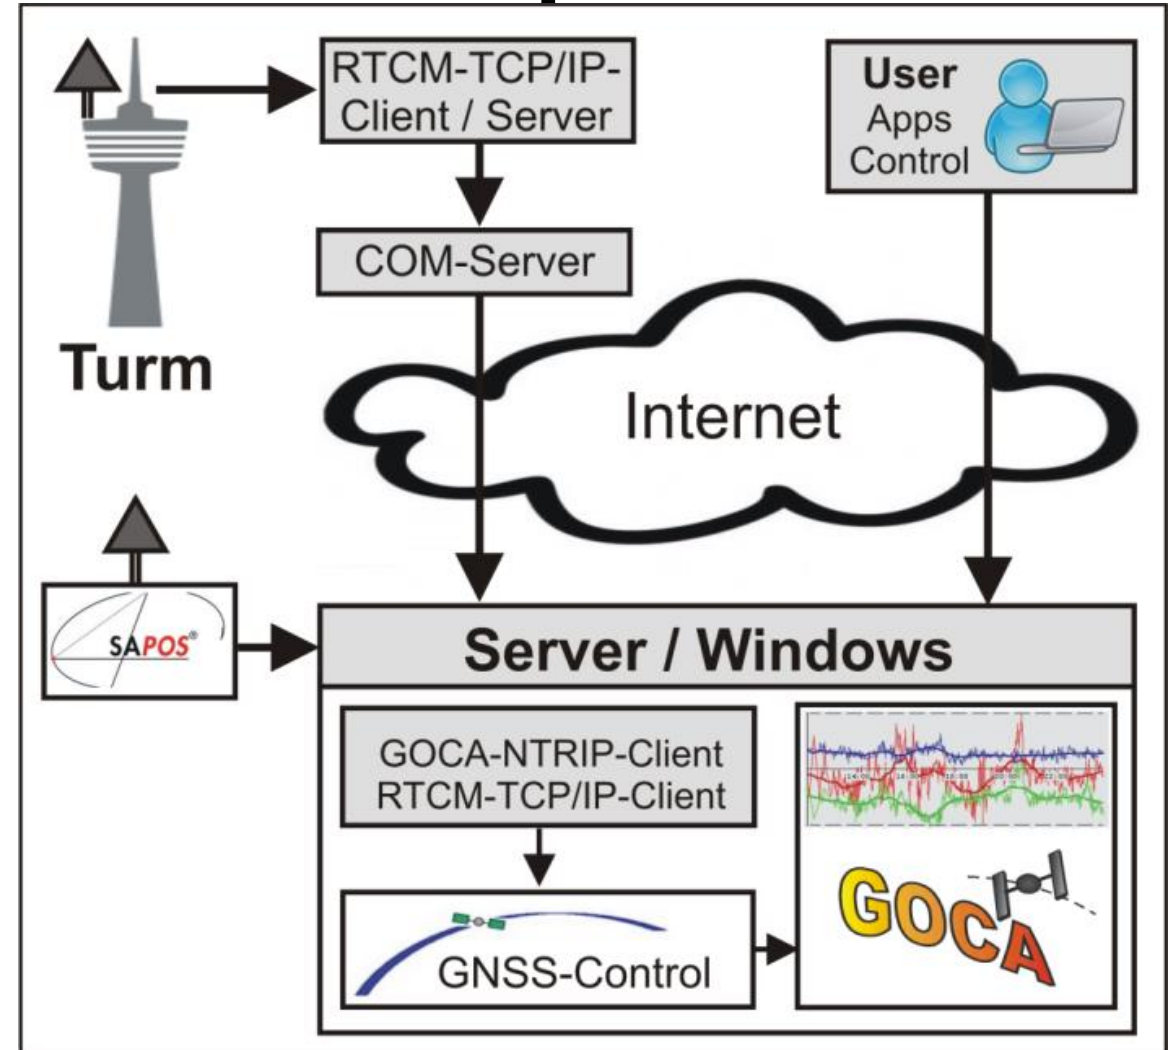 RTCM-TCP/IP-
Client / Server
User
Apps
Control
COM-Server
Turm
Internet
SAPOS®
Server / Windows
GOCA-NTRIP-Client
RTCM-TCP/IP-Client
GNSS-Control
GOCA